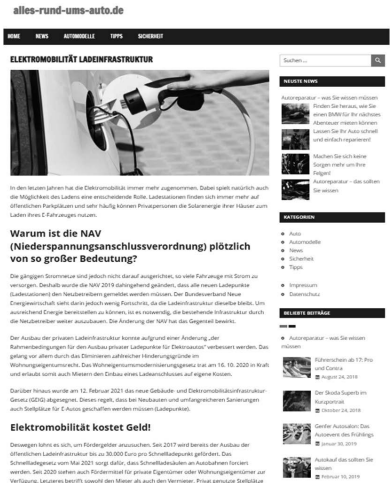 alles-rund-ums-auto.de
HOME NEWS AUTOMODELLE TIPPS SICHERHEIT
ELEKTROMOBILITÄT LADEINFRASTRUKTUR
In den letzten Jahren hat die Elektromobilität immer mehr zugenommen. Dabei spielt natürlich auch
die Möglichkeit des Ladens eine entscheidende Rolle. Ladestationen finden sich immer mehr auf
öffentlichen Parkplätzen und sehr häufig können Privatpersonen die Solarenergie ihrer Häuser zum
Laden ihres E-Fahrzeuges nutzen.
Warum ist die NAV
(Niederspannungsanschlussverordnung) plötzlich
von so großer Bedeutung?
Die gängigen Stromnetze sind jedoch nicht darauf ausgerichtet, so viele Fahrzeuge mit Strom zu
versorgen. Deshalb wurde die NAV 2019 dahingehend geändert, dass alle neuen Ladepunkte
(Ladestationen) den Netzbetreibern gemeldet werden müssen. Der Bundesverband Neue
Energiewirtschaft sieht darin jedoch wenig Fortschritt, da die Ladeinfrastruktur dieselbe bleibt. Um
ausreichend Energie bereitstellen zu können, ist es notwendig, die bestehende Infrastruktur durch
die Netzbetreiber weiter auszubauen. Die Änderung der NAV hat das Gegenteil bewirkt.
Der Ausbau der privaten Ladeinfrastruktur konnte aufgrund einer Änderung „der
Rahmenbedingungen für den Ausbau privater Ladepunkte für Elektroautos“ verbessert werden. Das
gelang vor allem durch das Eliminieren zahlreicher Hinderungsgründe im
Wohnungseigentumsrecht. Das Wohneigentumsmodernisierungsgesetz trat am 16. 10. 2020 in Kraft
und erlaubt somit auch Mietern den Einbau eines Ladeanschlusses auf eigene Kosten.
Darüber hinaus wurde am 12. Februar 2021 das neue Gebäude- und Elektromobilitätsinfrastruktur-
Gesetz (GDIG) abgesegnet. Dieses regelt, dass bei Neubauten und umfangreicheren Sanierungen
auch Stellplätze für E-Autos geschaffen werden müssen (Ladepunkte).
Elektromobilität kostet Geld!
Deswegen lohnt es sich, um Fördergelder anzusuchen. Seit 2017 wird bereits der Ausbau der
öffentlichen Ladeinfrastruktur bis zu 30.000 Euro pro Schnellladepunkt gefördert. Das
Schnellladegesetz vom Mai 2021 sorgt dafür, dass Schnellladesäulen an Autobahnen forciert
werden. Seit 2020 stehen auch Fördermittel für private Eigentümer oder Wohnungseigentümer zur
Verfügung. Letzteres betrifft sowohl den Mieter als auch den Vermieter. Private genutzte Stellplätze
Suchen ...
NEUSTE NEWS
Autoreparatur – was Sie wissen müssen
Finden Sie heraus, wie Sie
einen BMW für Ihr nächstes
Abenteuer mieten können
Lassen Sie Ihr Auto schnell
und einfach reparieren!
Machen Sie sich keine
Sorgen mehr um Ihre
Felgen!
Autoreparatur – das sollten
Sie wissen
KATEGORIEN
Auto
Automodelle
News
Sicherheit
Tipps
Impressum
Datenschutz
BELIEBTE BEITRÄGE
Autoreparatur – was Sie wissen
müssen
Führerschein ab 17: Pro
und Contra
August 24, 2018
Der Skoda Superb im
Kurzportrait
Oktober 24, 2018
Genfer Autosalon: Das
Autoevent des Frühlings
Januar 30, 2019
Autokauf das sollten Sie
wissen
Februar 10, 2019